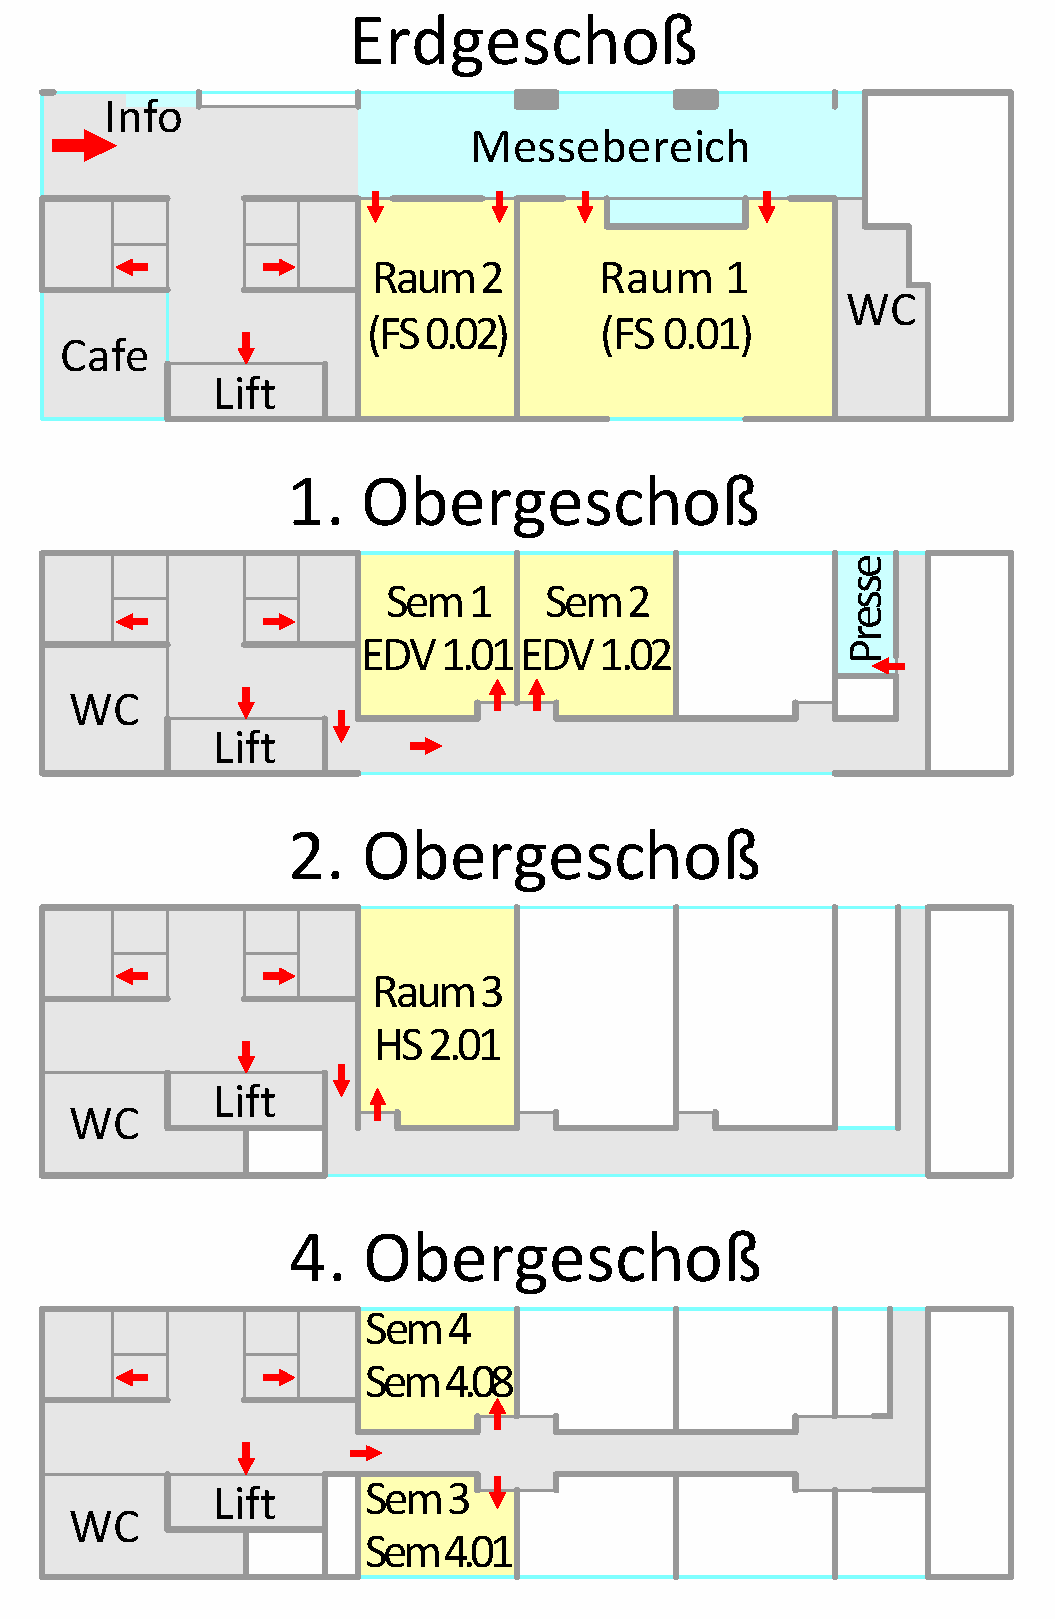 Erdgeschoß
Info
Messebereich
Raum 2
(FS 0.02)
Raum 1
(FS 0.01)
WC
Cafe
Lift
1. Obergeschoß
Sem 1
EDV 1.01
Sem 2
EDV 1.02
Presse
WC
Lift
2. Obergeschoß
Raum 3
HS 2.01
Lift
WC
4. Obergeschoß
Sem 4
Sem 4.08
Lift
WC
Sem 3
Sem 4.01